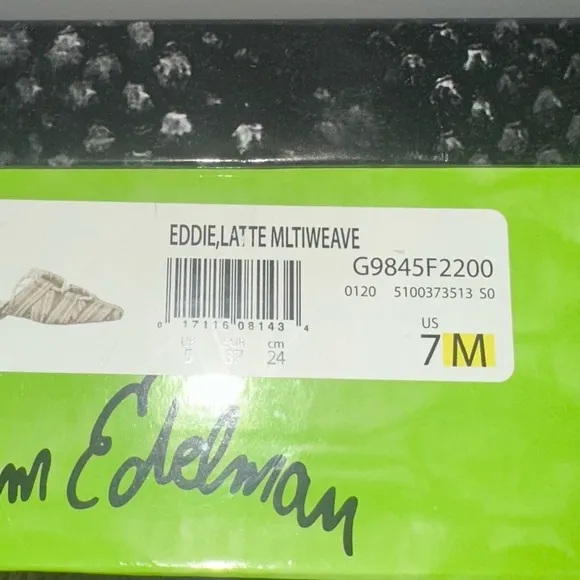 EDDIE,LATTE MLTIWEAVE
G9845F2200
0 17116 08143 4
0120 5100373513 S0
US
7 M
cm
24
Edelman